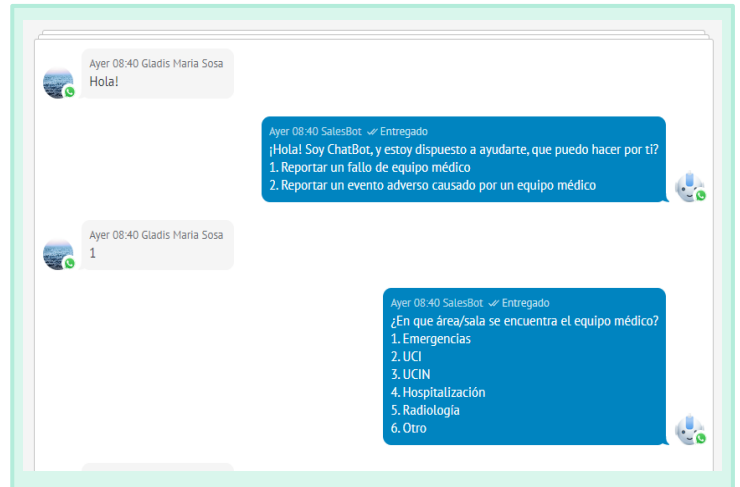 Ayer 08:40 Gladis Maria Sosa
Hola!
Ayer 08:40 SalesBot Entregado
¡Hola! Soy ChatBot, y estoy dispuesto a ayudarte, que puedo hacer por ti?
1. Reportar un fallo de equipo médico
2. Reportar un evento adverso causado por un equipo médico
Ayer 08:40 Gladis Maria Sosa
1
Ayer 08:40 SalesBot Entregado
¿En que área/sala se encuentra el equipo médico?
1. Emergencias
2. UCI
3. UCIN
4. Hospitalización
5. Radiología
6. Otro